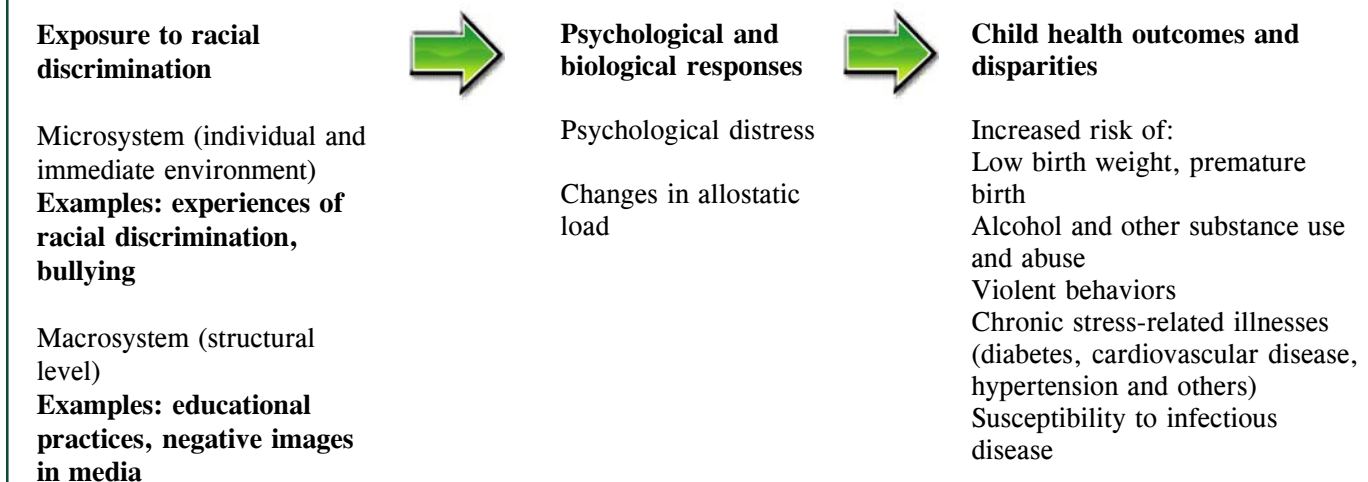 Exposure to racial
discrimination
Microsystem (individual and
immediate environment)
Examples: experiences of
racial discrimination,
bullying
Macrosystem (structural
level)
Examples: educational
practices, negative images
in media
Psychological and
biological responses
Psychological distress
Changes in allostatic
load
Child health outcomes and
disparities
Increased risk of:
Low birth weight, premature
birth
Alcohol and other substance use
and abuse
Violent behaviors
Chronic stress-related illnesses
(diabetes, cardiovascular disease,
hypertension and others)
Susceptibility to infectious
disease